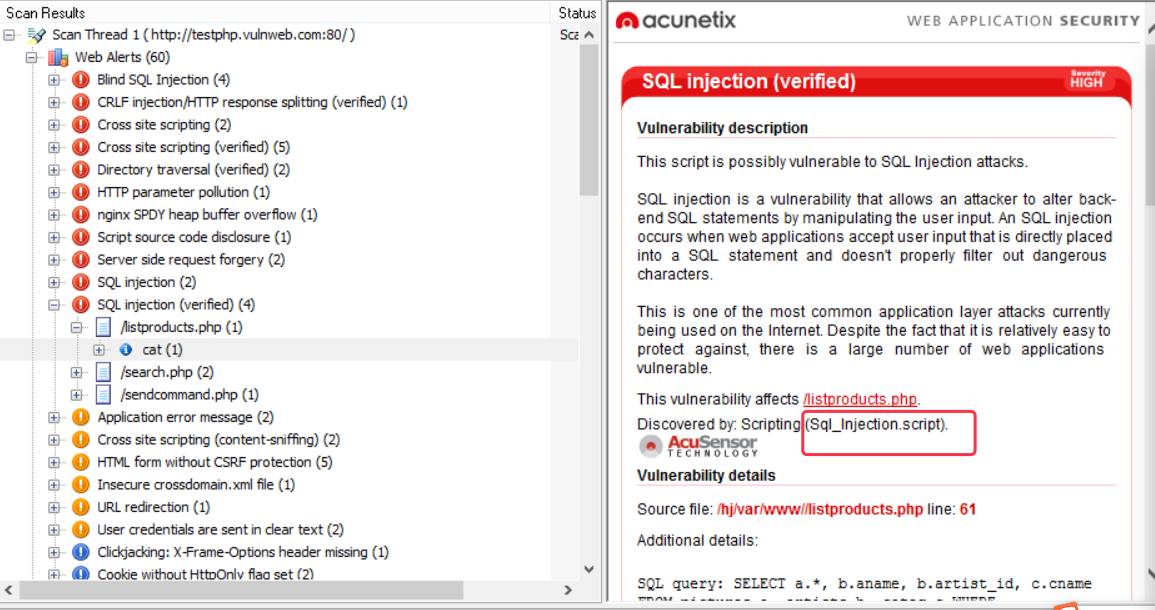 Scan Results
Status
Scan Thread 1 ( http://testphp.vulnweb.com:80/ )
Sca
Web Alerts (60)
Blind SQL Injection (4)
CRLF injection/HTTP response splitting (verified) (1)
Cross site scripting (2)
Cross site scripting (verified) (5)
Directory traversal (verified) (2)
HTTP parameter pollution (1)
nginx SPDY heap buffer overflow (1)
Script source code disclosure (1)
Server side request forgery (2)
SQL injection (2)
SQL injection (verified) (4)
/listproducts.php (1)
cat (1)
/search.php (2)
/sendcommand.php (1)
Application error message (2)
Cross site scripting (content-sniffing) (2)
HTML form without CSRF protection (5)
Insecure crossdomain.xml file (1)
URL redirection (1)
User credentials are sent in clear text (2)
Clickjacking: X-Frame-Options header missing (1)
Cookie without HttpOnly flag set (2)
acunetix
WEB APPLICATION SECURITY
SQL injection (verified)
Severity
HIGH
Vulnerability description
This script is possibly vulnerable to SQL Injection attacks.
SQL injection is a vulnerability that allows an attacker to alter back-
end SQL statements by manipulating the user input. An SQL injection
occurs when web applications accept user input that is directly placed
into a SQL statement and doesn't properly filter out dangerous
characters.
This is one of the most common application layer attacks currently
being used on the Internet. Despite the fact that it is relatively easy to
protect against, there is a large number of web applications
vulnerable.
This vulnerability affects /listproducts.php.
Discovered by: Scripting (Sql_Injection.script).
AcuSensor
TECHNOLOGY
Vulnerability details
Source file: /hj/var/www//listproducts.php line: 61
Additional details:
SQL query: SELECT a.*, b.aname, b.artist_id, c.cname
FROM pictures a, artists b, categ c WHERE